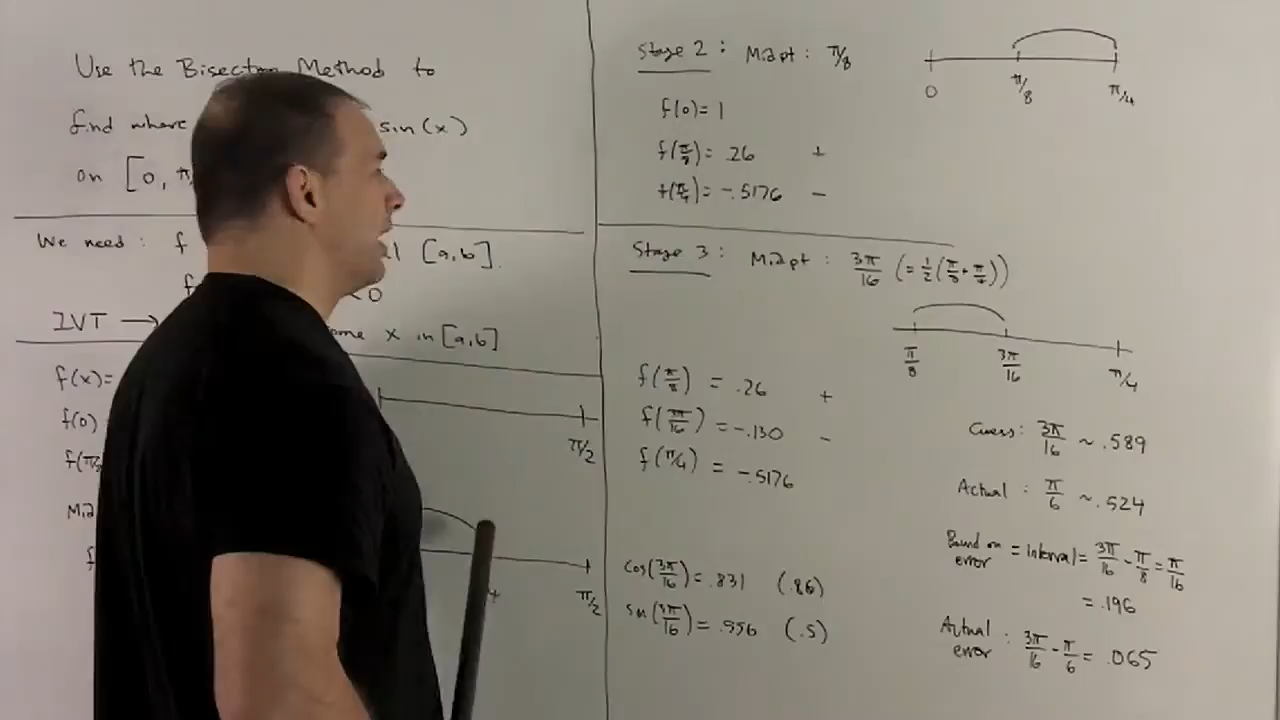 Use the Bisection Method to
find where sin(x)
on [0, π
We need: f [a,b].
f < 0
IVT → some x in [a,b]
f(x)=
f(0)
f(π/
Mid
f
π/2
4 π/2
Stage 2: Midpt: π/8
0 π/8 π/4
f(0)= 1
f(π/8)= .26 +
f(π/4)= -.5176 -
Stage 3: Midpt: 3π/16 (=1/2(π/8+π/4))
π/8 3π/16 π/4
f(π/8) = .26 +
f(3π/16) = -.130 -
f(π/4) = -.5176
cos(3π/16)= .831 (.86)
sin(3π/16)= .556 (.5)
Guess: 3π/16 ~ .589
Actual: π/6 ~ .524
Bound on error = interval = 3π/16 - π/8 = π/16
= .196
Actual error: 3π/16 - π/6 = .065